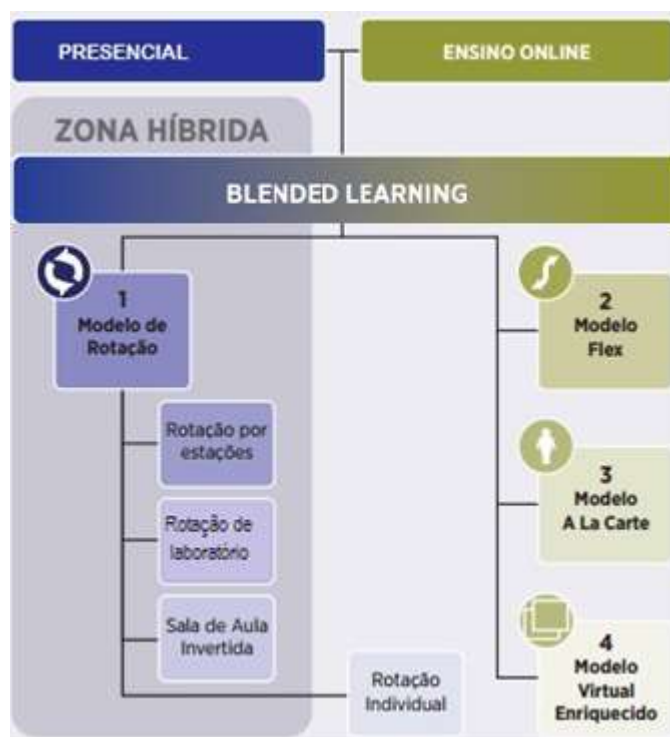 PRESENCIAL
ENSINO ONLINE
ZONA HÍBRIDA
BLENDED LEARNING
1
Modelo de
Rotação
Rotação por
estações
Rotação de
laboratório
Sala de Aula
Invertida
Rotação
Individual
2
Modelo
Flex
3
Modelo
A La Carte
4
Modelo
Virtual
Enriquecido